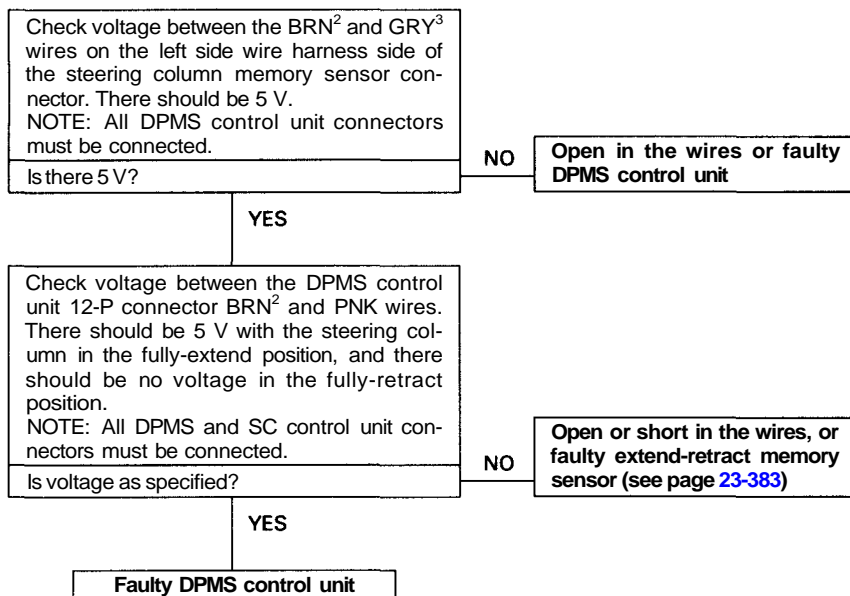 Check voltage between the BRN² and GRY³
wires on the left side wire harness side of
the steering column memory sensor con-
nector. There should be 5 V.
NOTE: All DPMS control unit connectors
must be connected.
Is there 5 V?
NO
Open in the wires or faulty
DPMS control unit
YES
Check voltage between the DPMS control
unit 12-P connector BRN² and PNK wires.
There should be 5 V with the steering col-
umn in the fully-extend position, and there
should be no voltage in the fully-retract
position.
NOTE: All DPMS and SC control unit con-
nectors must be connected.
Is voltage as specified?
NO
Open or short in the wires, or
faulty extend-retract memory
sensor (see page 23-383)
YES
Faulty DPMS control unit